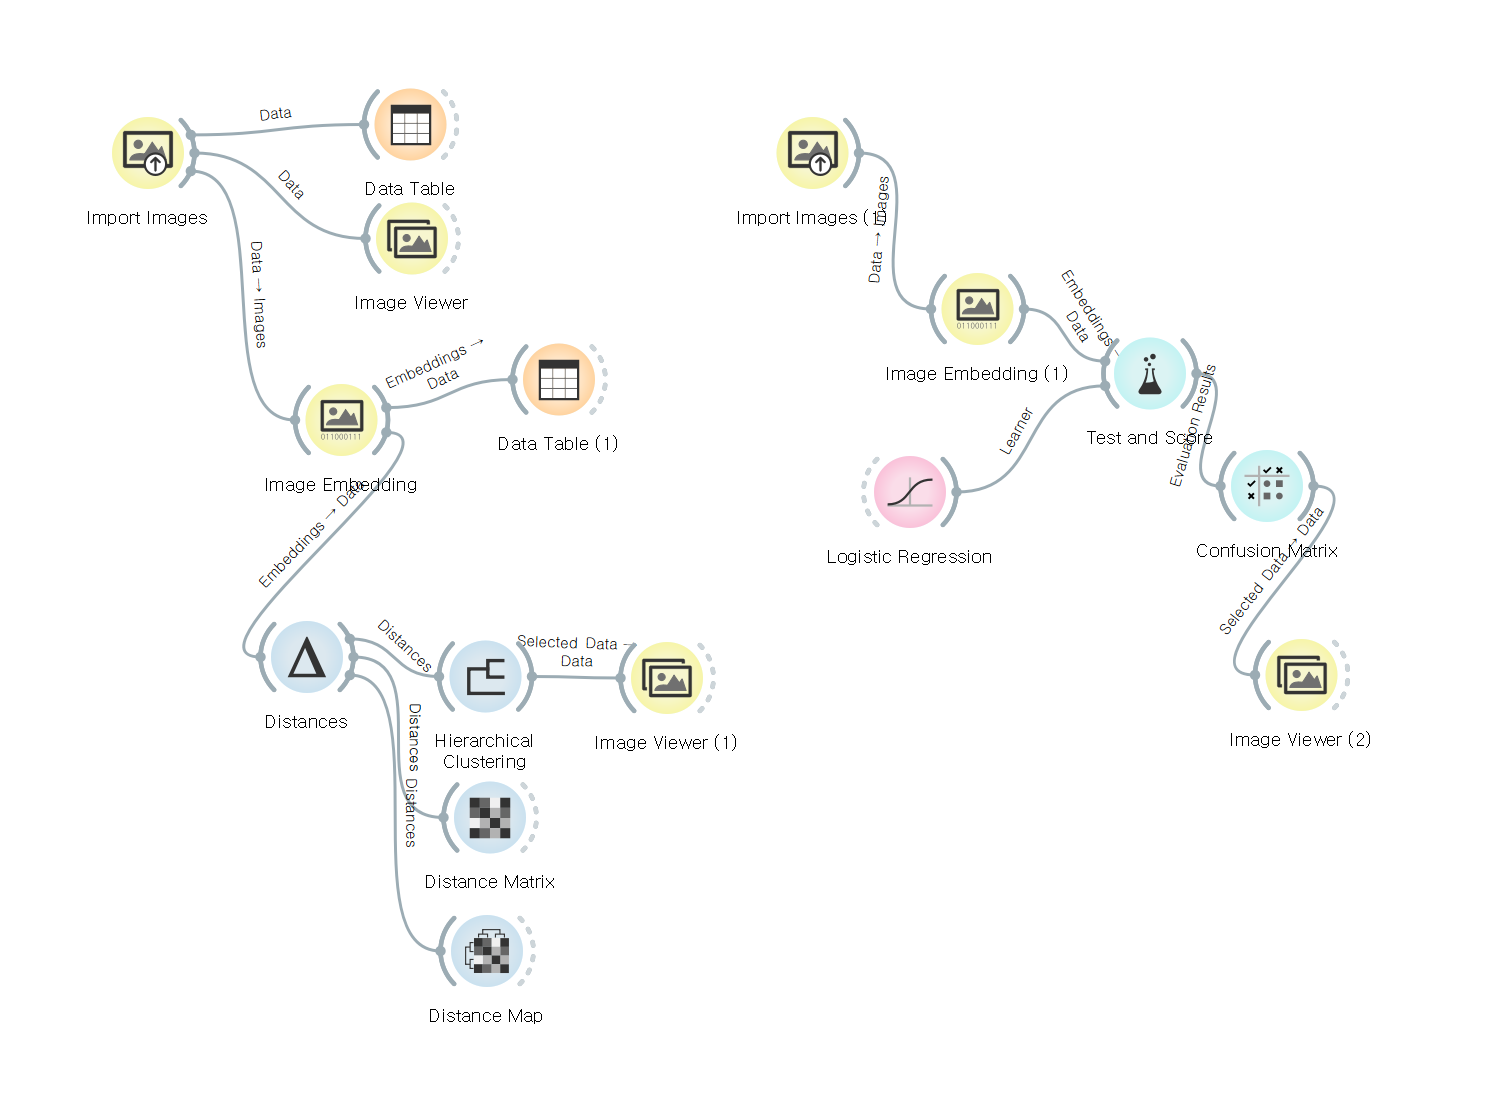 Data
Data Table
Import Images
Data
Image Viewer
Data → Images
Embeddings →
Data
Data Table (1)
011000111
Image Embedding
Embeddings → Data
Distances
Distances
Hierarchical
Clustering
Selected Data →
Data
Image Viewer (1)
Distances
Distance Matrix
Distances
Distance Map
Import Images (1)
Data → Images
011000111
Image Embedding (1)
Embeddings →
Data
Test and Score
Learner
Logistic Regression
Evaluation Results
Confusion Matrix
Selected Data → Data
Image Viewer (2)